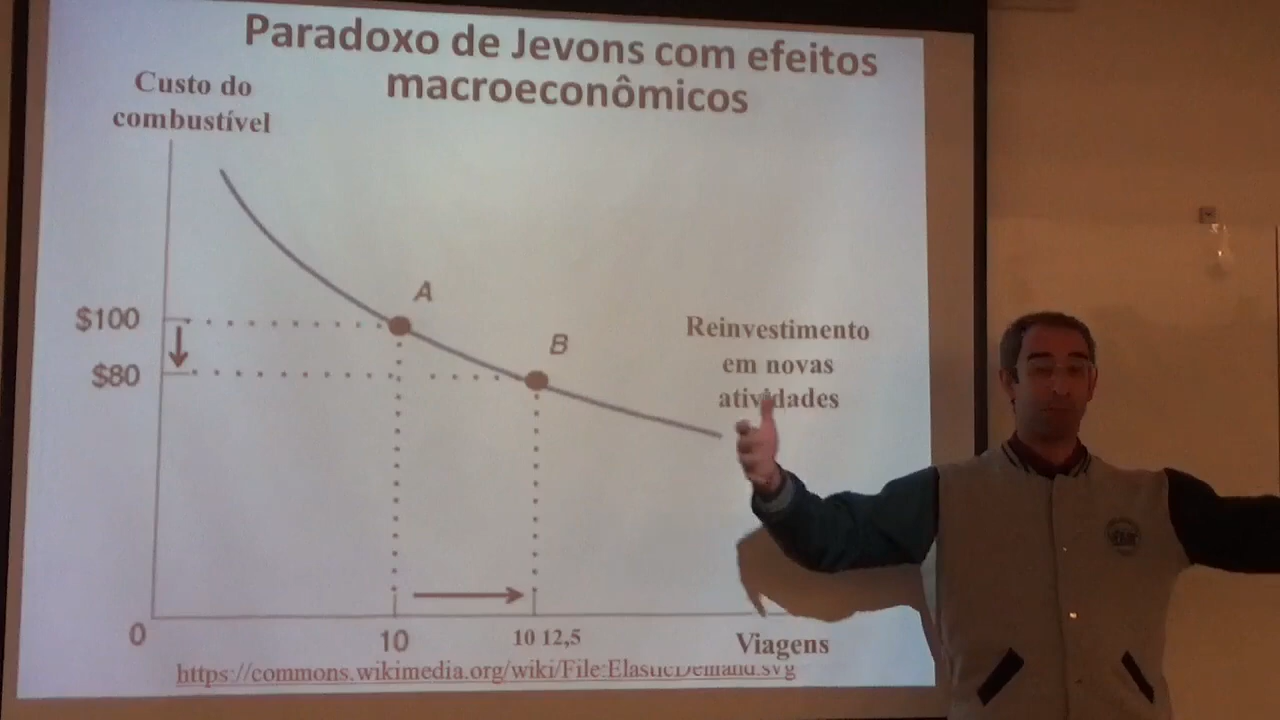 Paradoxo de Jevons com efeitos
macroeconômicos
Custo do
combustível
A
$100
B
$80
Reinvestimento
em novas
atividades
0
10
10 12,5
Viagens
https://commons.wikimedia.org/wiki/File:ElasticDemand.svg